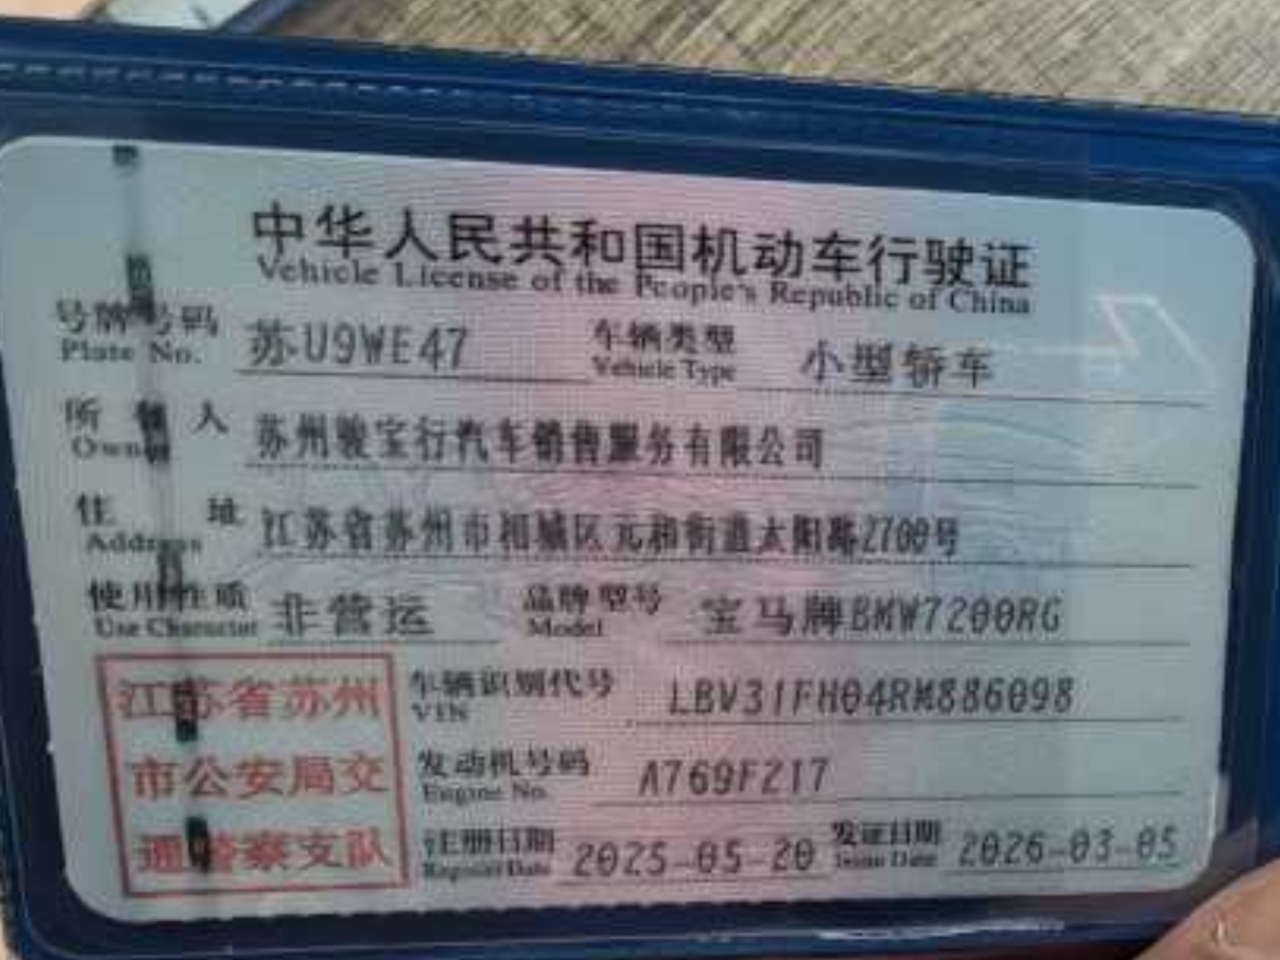 中华人民共和国机动车行驶证
Vehicle License of the People's Republic of China
号牌号码 苏U9WE47 车辆类型 小型轿车
Plate No. Vehicle Type
所有人 苏州骏宝行汽车销售服务有限公司
Owner
住址 江苏省苏州市相城区元和街道太阳路2700号
Address
使用性质 非营运 品牌型号 宝马牌BMW7200RG
Use Character Model
江苏省苏州 车辆识别代号 LBV31FH04RM886098
VIN
市公安局交 发动机号码 A769F217
Engine No.
通警察支队 注册日期 2025-05-20 发证日期 2026-03-05
Register Date Issue Date